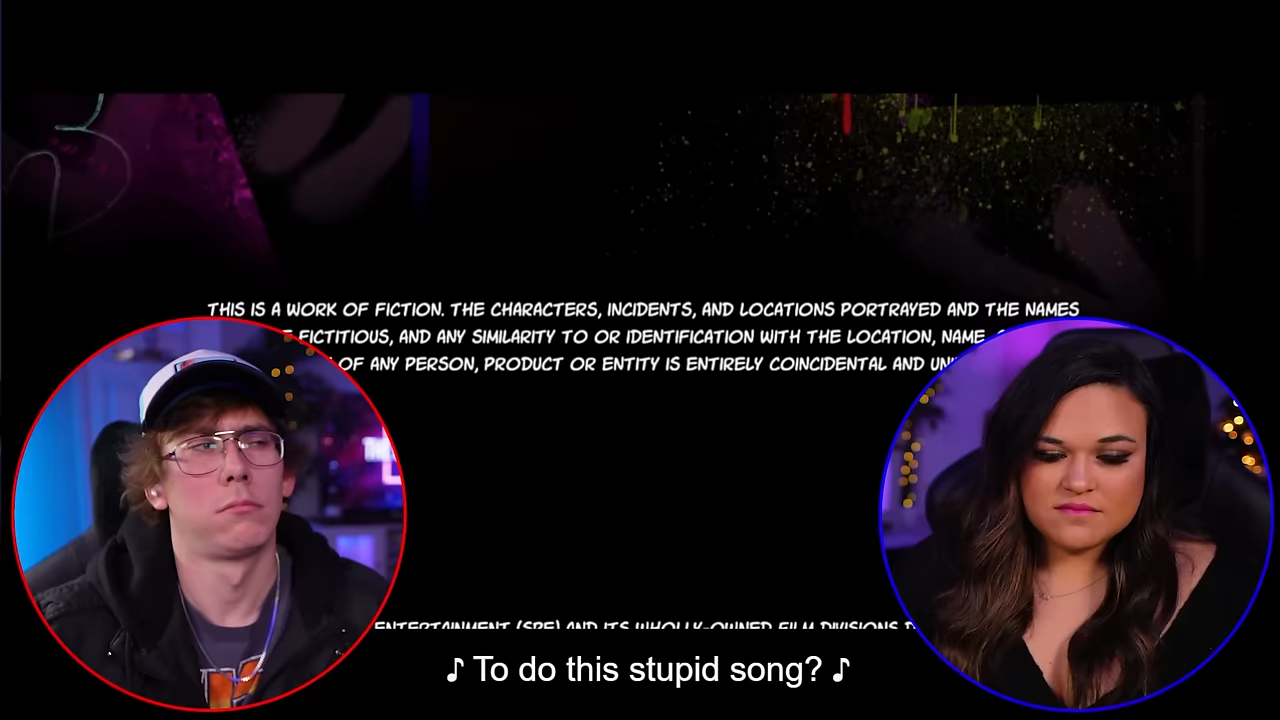 THIS IS A WORK OF FICTION. THE CHARACTERS, INCIDENTS, AND LOCATIONS PORTRAYED AND THE NAMES
FICTITIOUS, AND ANY SIMILARITY TO OR IDENTIFICATION WITH THE LOCATION, NAME,
OF ANY PERSON, PRODUCT OR ENTITY IS ENTIRELY COINCIDENTAL AND
ENTERTAINMENT (SPE) AND ITS WHOLLY-OWNED FILM DIVISIONS
♪ To do this stupid song? ♪